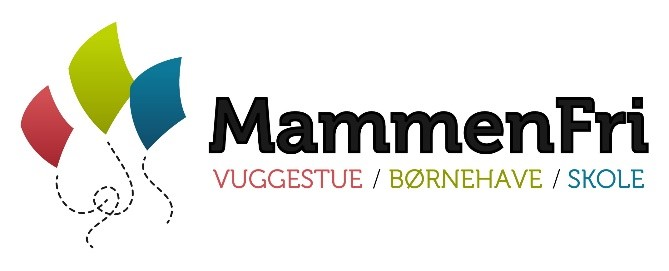 MammenFri
VUGGESTUE / BØRNEHAVE / SKOLE